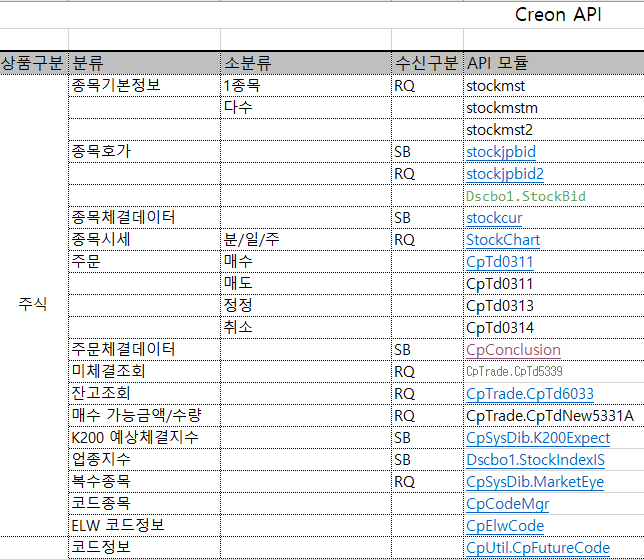 Creon API
상품구분 분류 소분류 수신구분 API 모듈
종목기본정보 1종목 RQ stockmst
다수 stockmstm
stockmst2
종목호가 SB stockjpbid
RQ stockjpbid2
Dscbo1.StockBid
종목체결데이터 SB stockcur
종목시세 분/일/주 RQ StockChart
주문 매수 CpTd0311
매도 CpTd0311
주식 정정 CpTd0313
취소 CpTd0314
주문체결데이터 SB CpConclusion
미체결조회 RQ CpTrade.CpTd5339
잔고조회 RQ CpTrade.CpTd6033
매수 가능금액/수량 RQ CpTrade.CpTdNew5331A
K200 예상체결지수 SB CpSysDib.K200Expect
업종지수 SB Dscbo1.StockIndexIS
복수종목 RQ CpSysDib.MarketEye
코드종목 CpCodeMgr
ELW 코드정보 CpElwCode
코드정보 CpUtil.CpFutureCode